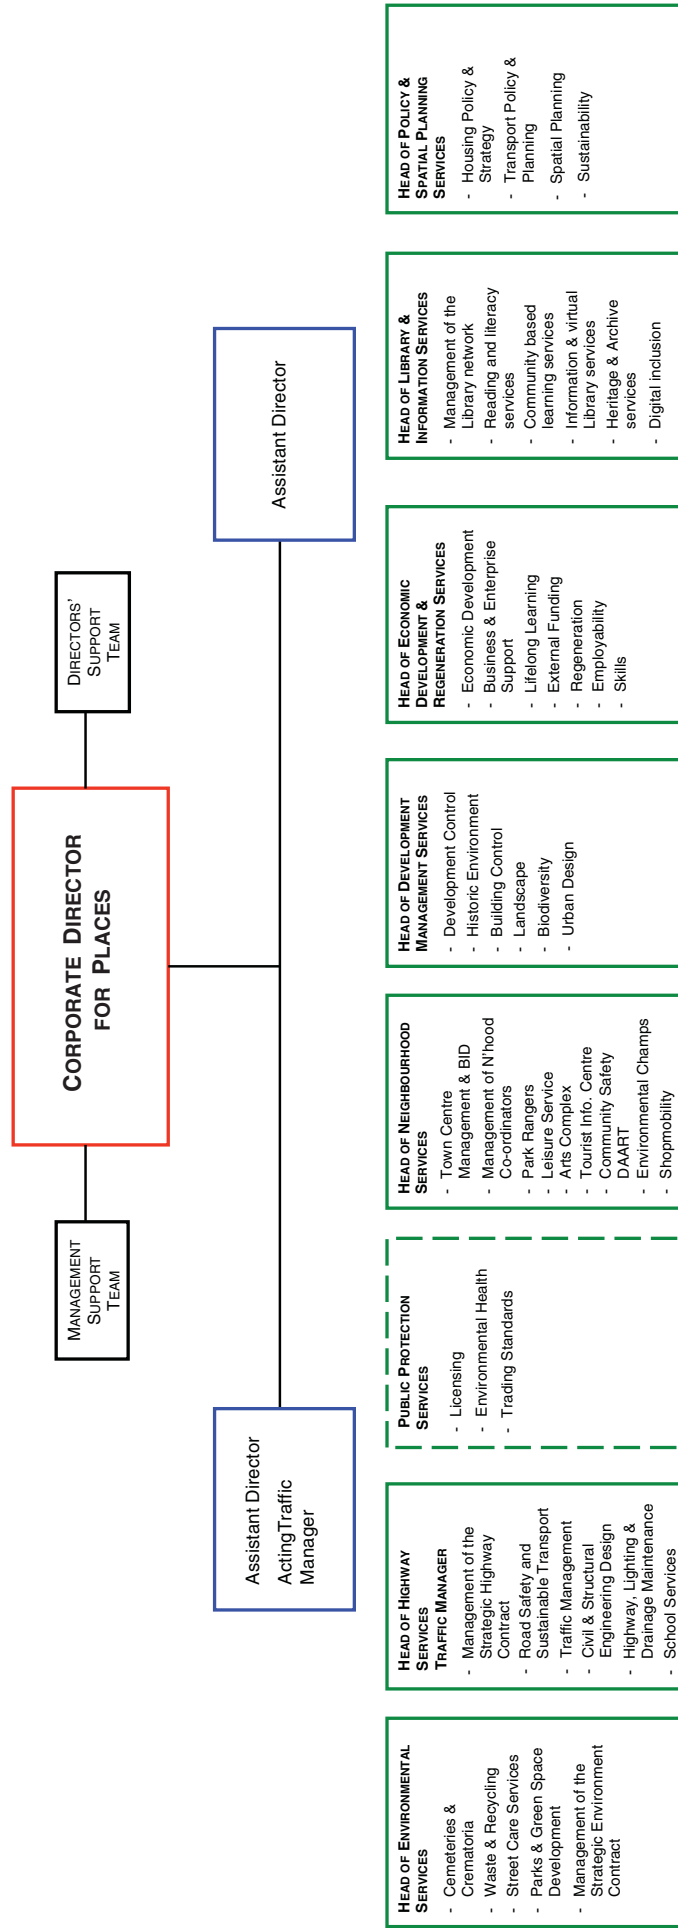 CORPORATE DIRECTOR
FOR PLACES
MANAGEMENT
SUPPORT
TEAM
DIRECTORS'
SUPPORT
TEAM
Assistant Director
ActingTraffic
Manager
Assistant Director
HEAD OF ENVIRONMENTAL
SERVICES
- Cemeteries &
Crematoria
- Waste & Recycling
- Street Care Services
- Parks & Green Space
Development
- Management of the
Strategic Environment
Contract
HEAD OF HIGHWAY
SERVICES
TRAFFIC MANAGER
- Management of the
Strategic Highway
Contract
- Road Safety and
Sustainable Transport
- Traffic Management
- Civil & Structural
Engineering Design
- Highway, Lighting &
Drainage Maintenance
- School Services
PUBLIC PROTECTION
SERVICES
- Licensing
- Environmental Health
- Trading Standards
HEAD OF NEIGHBOURHOOD
SERVICES
- Town Centre
Management & BID
- Management of N'hood
Co-ordinators
- Park Rangers
- Leisure Service
- Arts Complex
- Tourist Info. Centre
- Community Safety
DAART
- Environmental Champs
- Shopmobility
HEAD OF DEVELOPMENT
MANAGEMENT SERVICES
- Development Control
- Historic Environment
- Building Control
- Landscape
- Biodiversity
- Urban Design
HEAD OF ECONOMIC
DEVELOPMENT &
REGENERATION SERVICES
- Economic Development
- Business & Enterprise
Support
- Lifelong Learning
- External Funding
- Regeneration
- Employability
- Skills
HEAD OF LIBRARY &
INFORMATION SERVICES
- Management of the
Library network
- Reading and literacy
services
- Community based
learning services
- Information & virtual
Library services
- Heritage & Archive
services
- Digital inclusion
HEAD OF POLICY &
SPATIAL PLANNING
SERVICES
- Housing Policy &
Strategy
- Transport Policy &
Planning
- Spatial Planning
- Sustainability